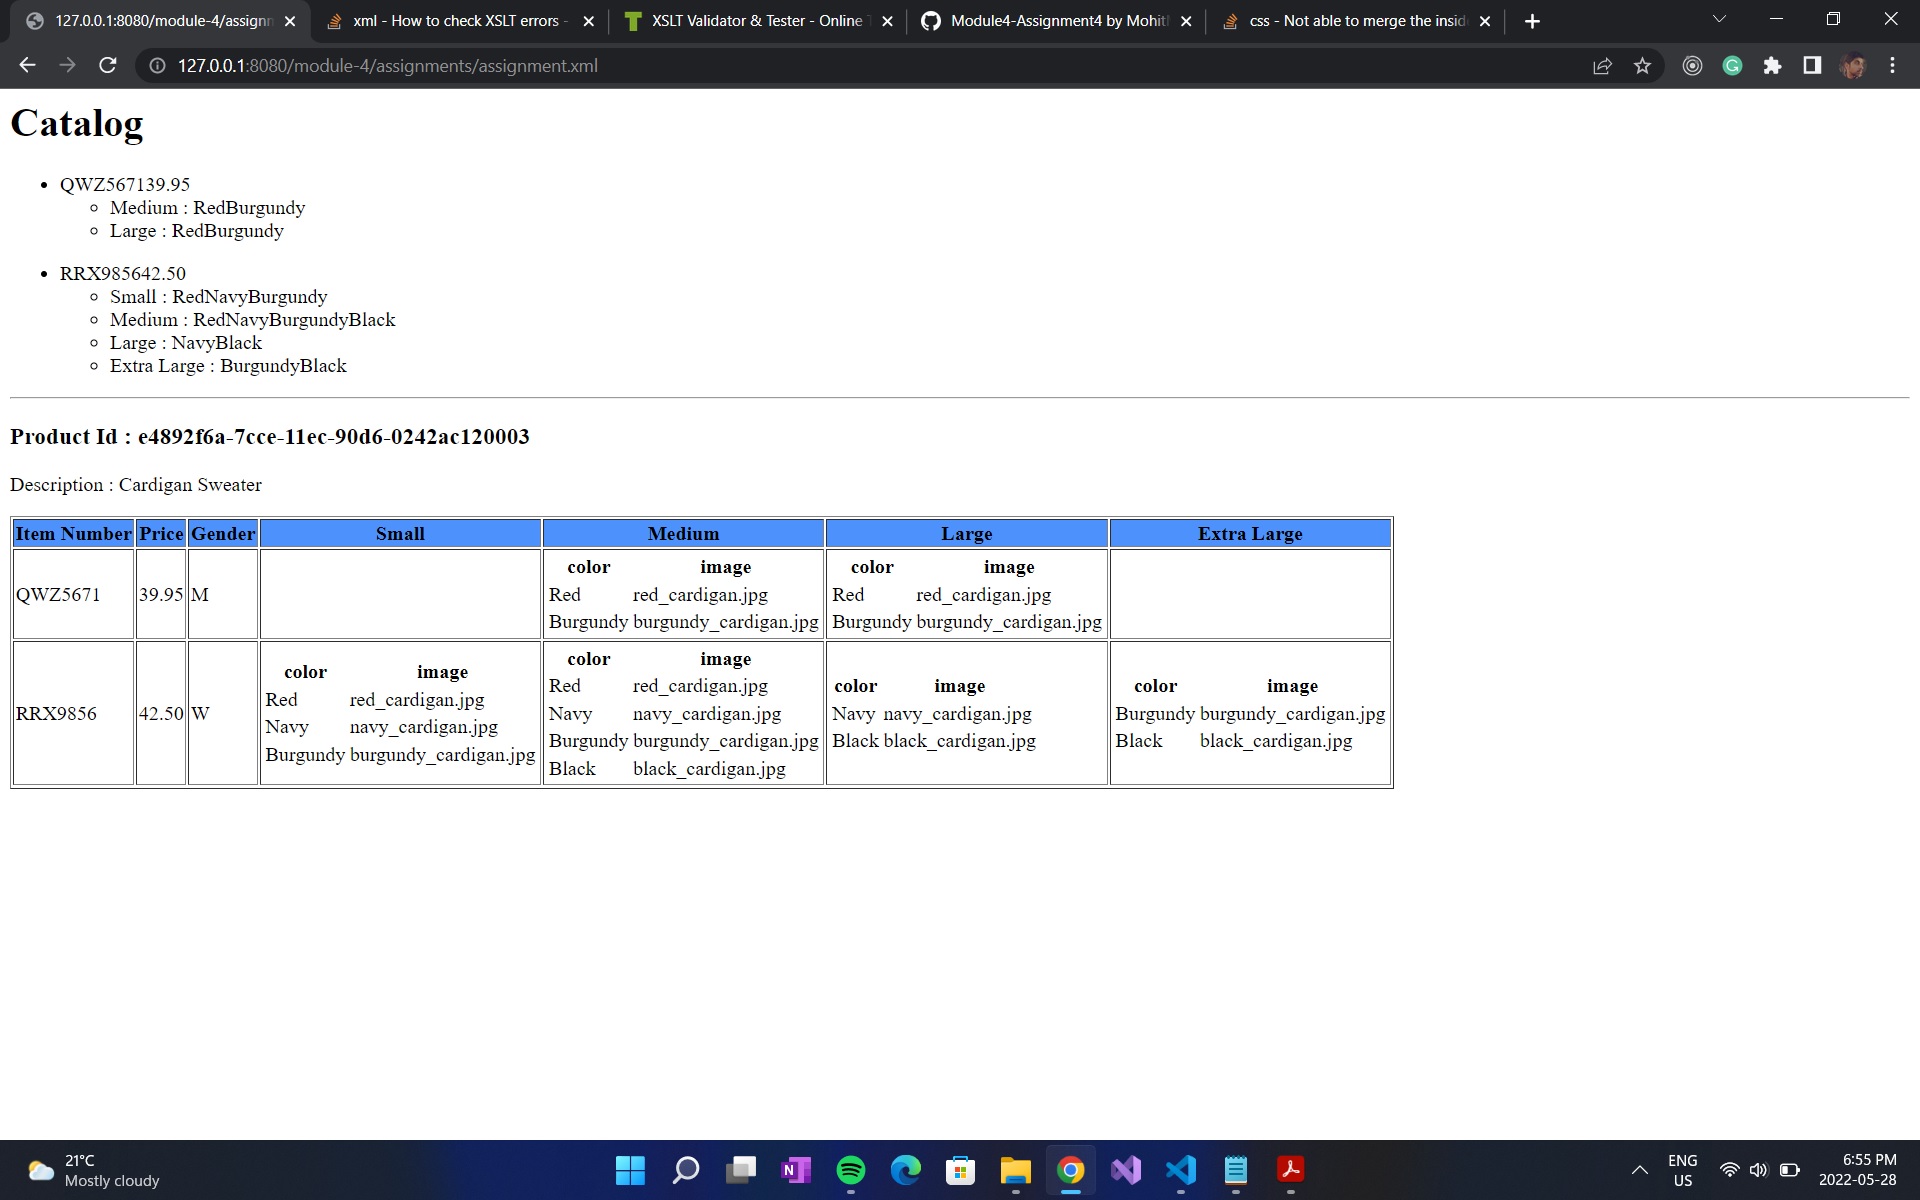 127.0.0.1:8080/module-4/assignn
xml - How to check XSLT errors -
XSLT Validator & Tester - Online T
Module4-Assignment4 by Mohit
css - Not able to merge the insid
127.0.0.1:8080/module-4/assignments/assignment.xml
Catalog
QWZ567139.95
Medium : RedBurgundy
Large : RedBurgundy
RRX985642.50
Small : RedNavyBurgundy
Medium : RedNavyBurgundyBlack
Large : NavyBlack
Extra Large : BurgundyBlack
Product Id : e4892f6a-7cce-11ec-90d6-0242ac120003
Description : Cardigan Sweater
Item Number Price Gender Small Medium Large Extra Large
color image color image
QWZ5671 39.95 M Red red_cardigan.jpg Red red_cardigan.jpg
Burgundy burgundy_cardigan.jpg Burgundy burgundy_cardigan.jpg
RRX9856 42.50 W
color image
Red red_cardigan.jpg
Navy navy_cardigan.jpg
Burgundy burgundy_cardigan.jpg
color image
Red red_cardigan.jpg
Navy navy_cardigan.jpg
Burgundy burgundy_cardigan.jpg
Black black_cardigan.jpg
color image
Navy navy_cardigan.jpg
Black black_cardigan.jpg
color image
Burgundy burgundy_cardigan.jpg
Black black_cardigan.jpg
21°C
Mostly cloudy
ENG
US
6:55 PM
2022-05-28